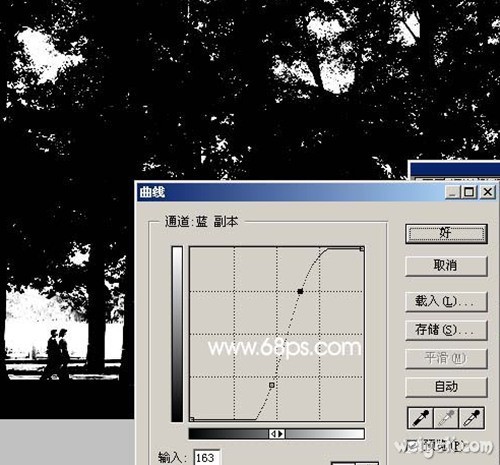 曲线
通道:蓝 副本
好
取消
载入(L)...
存储(S)...
平滑(M)
自动
预览(P)
www.68ps.com
输入: 163